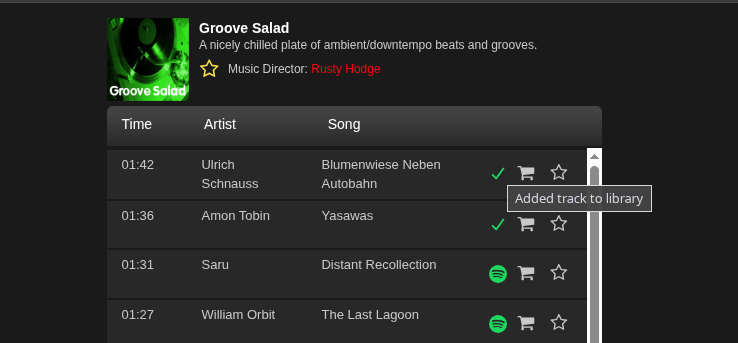 Groove Salad
A nicely chilled plate of ambient/downtempo beats and grooves.
Music Director: Rusty Hodge
Groove Salad
Time Artist Song
01:42 Ulrich Schnauss Blumenwiese Neben Autobahn
Added track to library
01:36 Amon Tobin Yasawas
01:31 Saru Distant Recollection
01:27 William Orbit The Last Lagoon